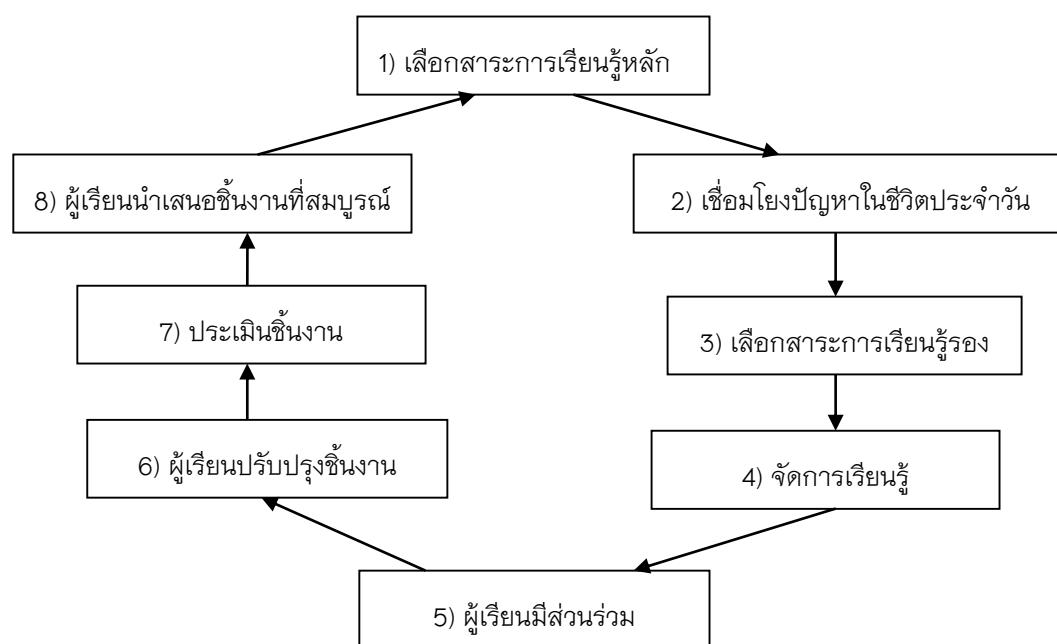 1) เลือกสาระการเรียนรู้หลัก
2) เชื่อมโยงปัญหาในชีวิตประจำวัน
3) เลือกสาระการเรียนรู้รอง
4) จัดการเรียนรู้
5) ผู้เรียนมีส่วนร่วม
6) ผู้เรียนปรับปรุงชิ้นงาน
7) ประเมินชิ้นงาน
8) ผู้เรียนนำเสนอชิ้นงานที่สมบูรณ์